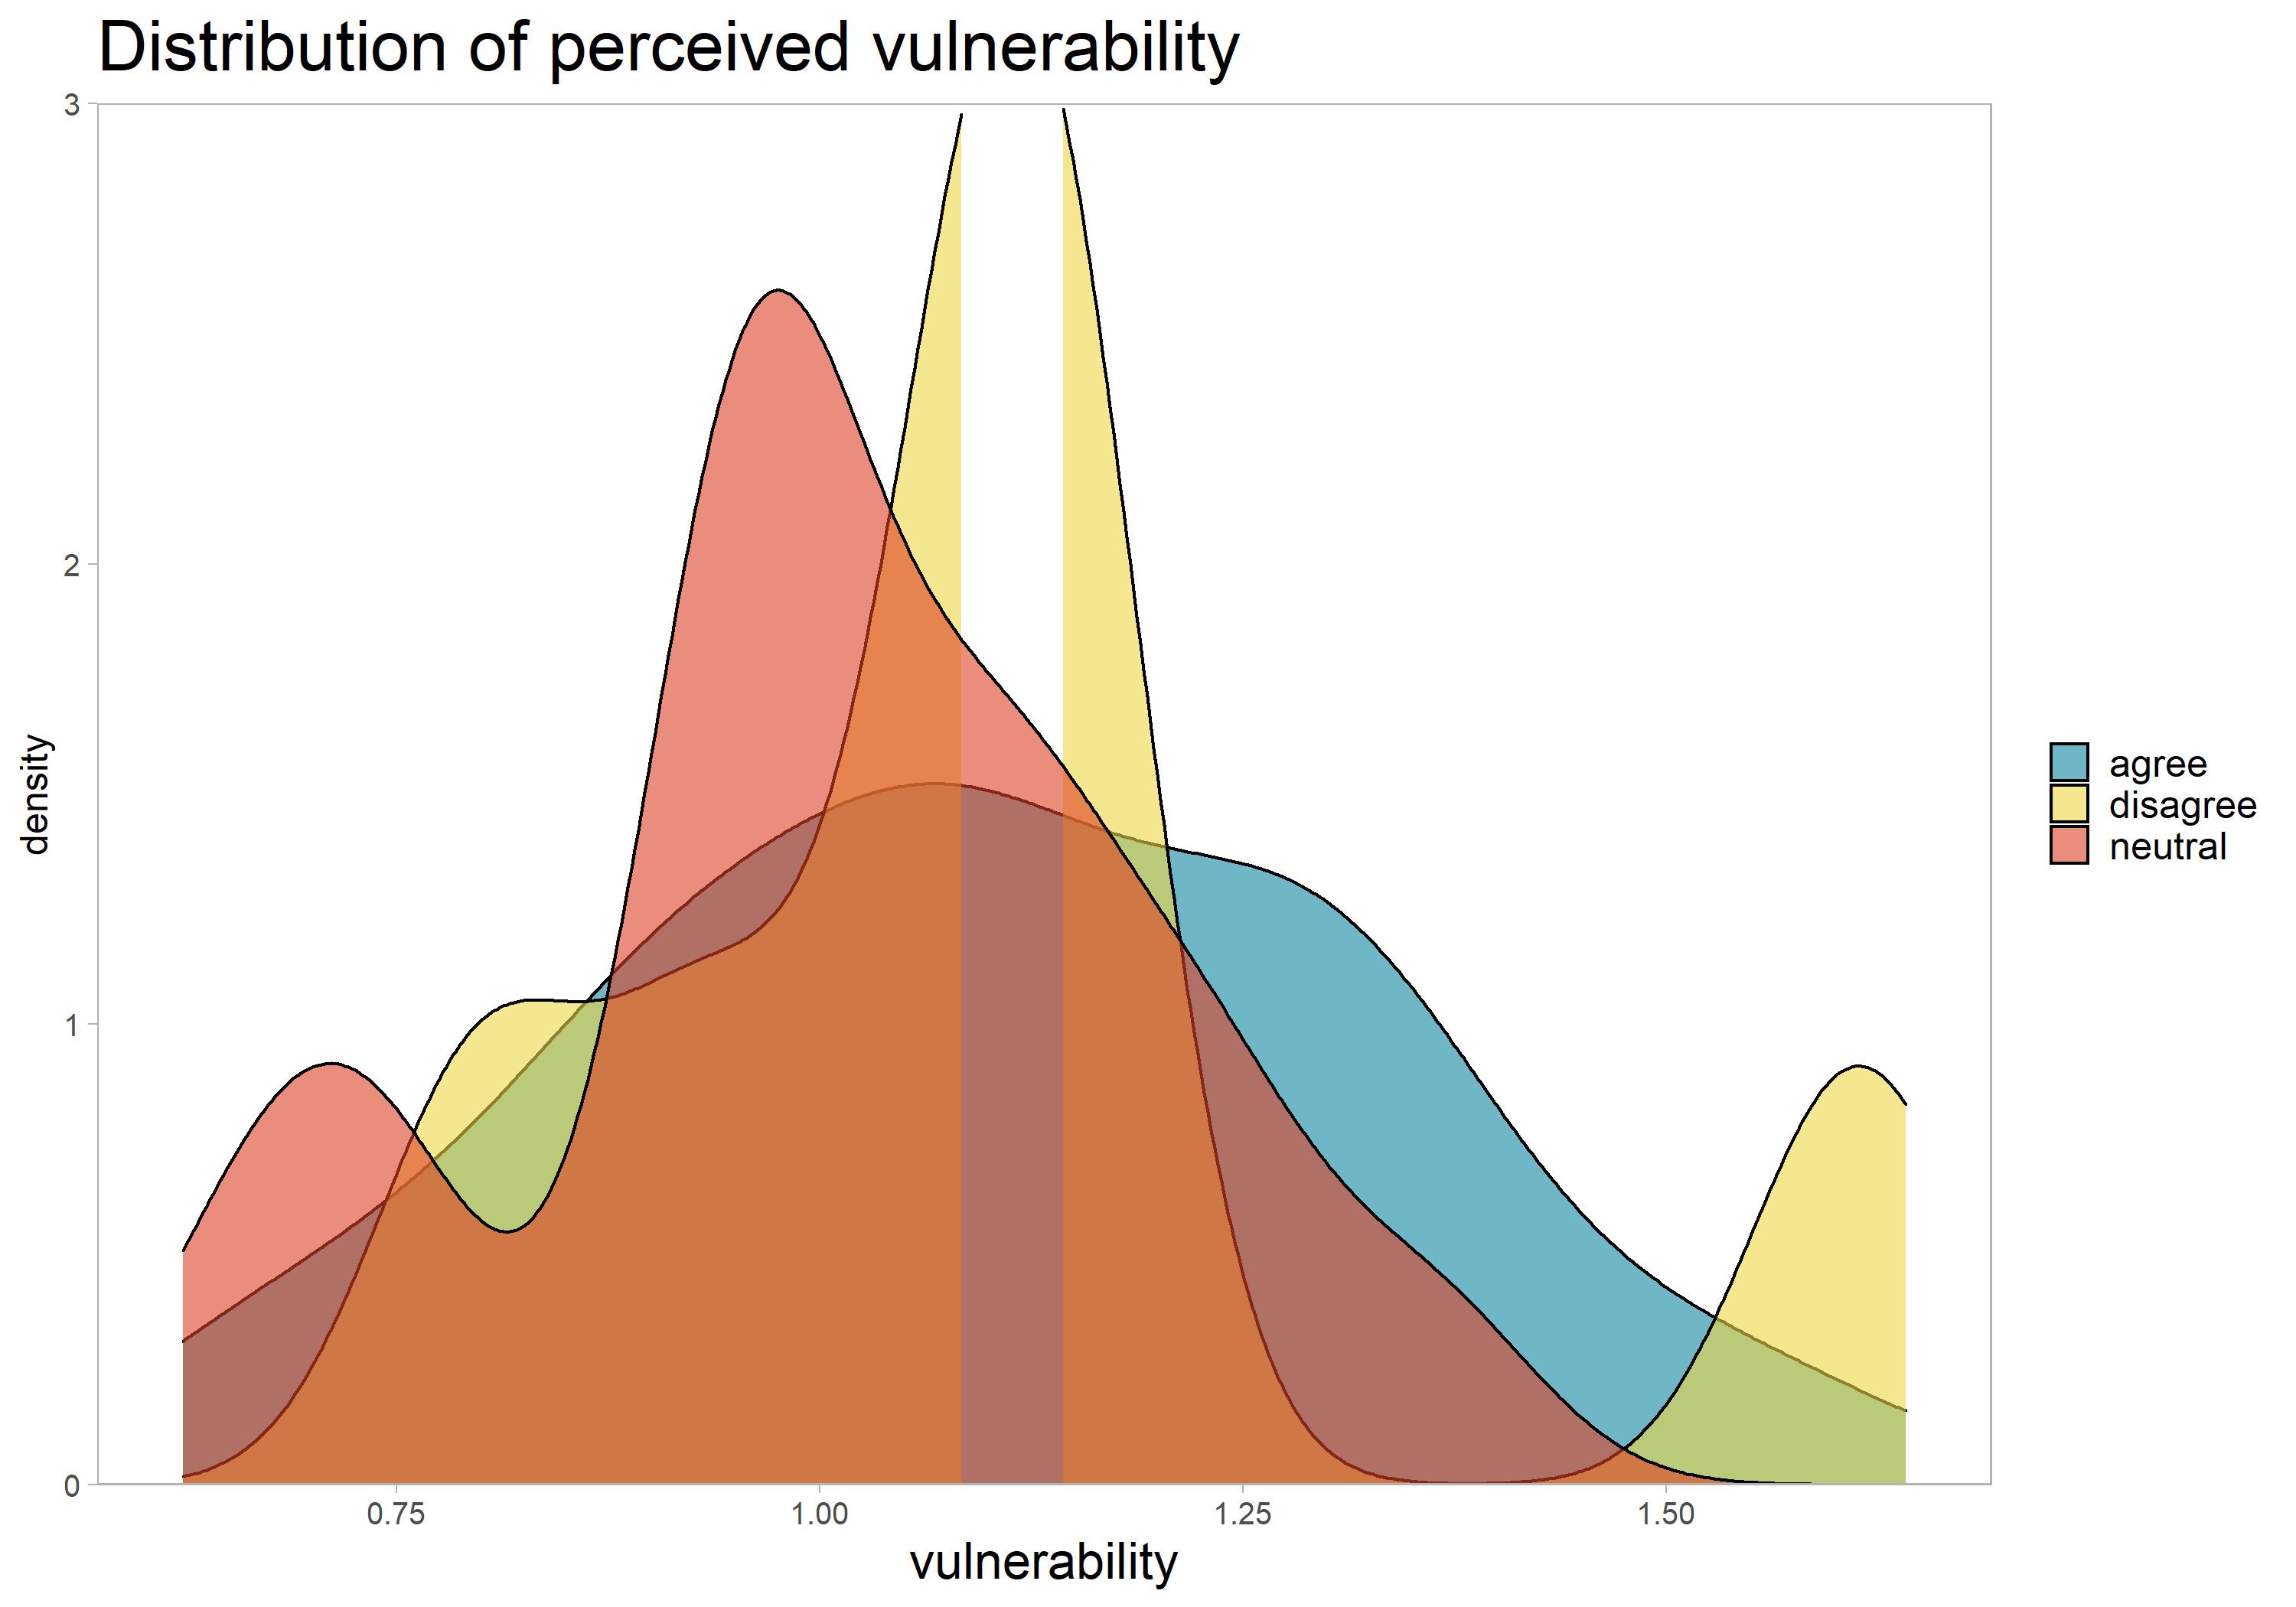 Distribution of perceived vulnerability
3
2
1
0
density
0.75
1.00
1.25
1.50
vulnerability
agree
disagree
neutral